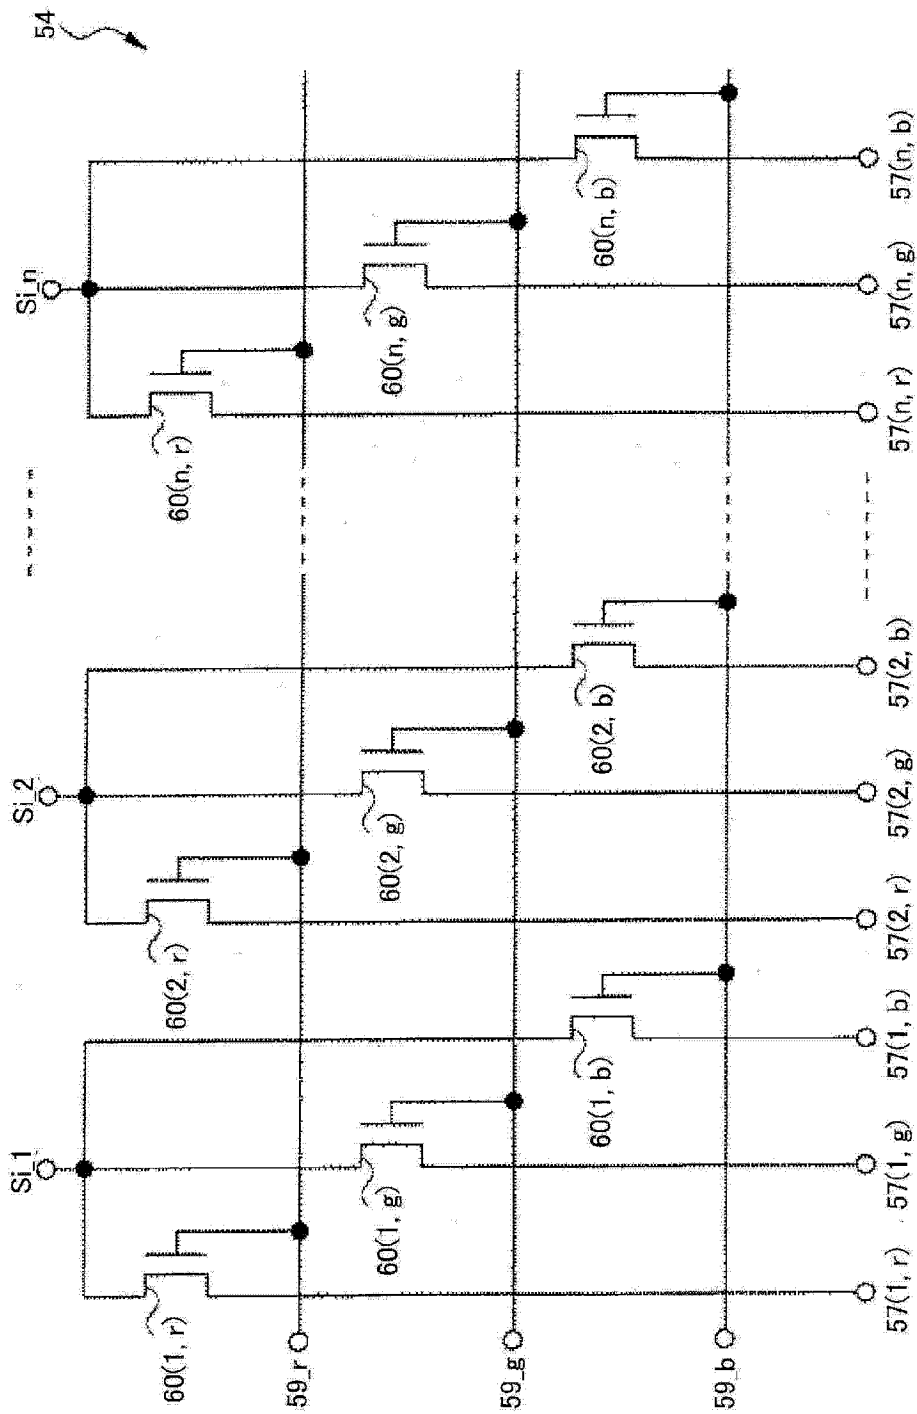 54
Si_1
Si_2
Si_n
60(1, r)
60(2, r)
60(n, r)
59_r
60(1, g)
60(2, g)
60(n, g)
59_g
60(1, b)
60(2, b)
60(n, b)
59_b
57(1, r)
57(1, g)
57(1, b)
57(2, r)
57(2, g)
57(2, b)
57(n, r)
57(n, g)
57(n, b)